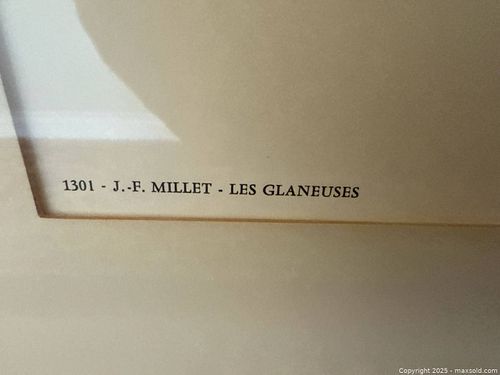 1301 - J.-F. MILLET - LES GLANEUSES
Copyright 2025 - maxsold.com